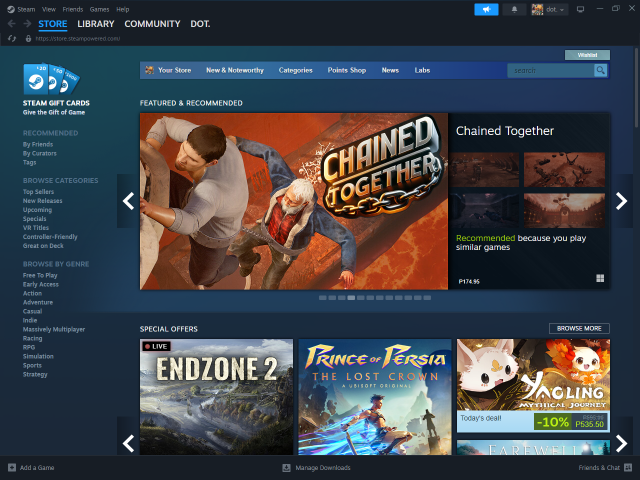 Steam View Friends Games Help
dot.
STORE LIBRARY COMMUNITY DOT.
https://store.steampowered.com/
Wishlist
Your Store New & Noteworthy Categories Points Shop News Labs
search
STEAM GIFT CARDS
Give the Gift of Game
RECOMMENDED
By Friends
By Curators
Tags
BROWSE CATEGORIES
Top Sellers
New Releases
Upcoming
Specials
VR Titles
Controller-Friendly
Great on Deck
BROWSE BY GENRE
Free To Play
Early Access
Action
Adventure
Casual
Indie
Massively Multiplayer
Racing
RPG
Simulation
Sports
Strategy
FEATURED & RECOMMENDED
CHAINED
TOGETHER
Chained Together
Recommended because you play
similar games
P174.95
SPECIAL OFFERS
BROWSE MORE
LIVE
ENDZONE 2
PRINCE OF PERSIA
THE LOST CROWN
A UBISOFT ORIGINAL
YAOLING
MYTHICAL JOURNEY
Today's deal!
-10%
P535.50
FAREWELL
Add a Game
Manage Downloads
Friends & Chat